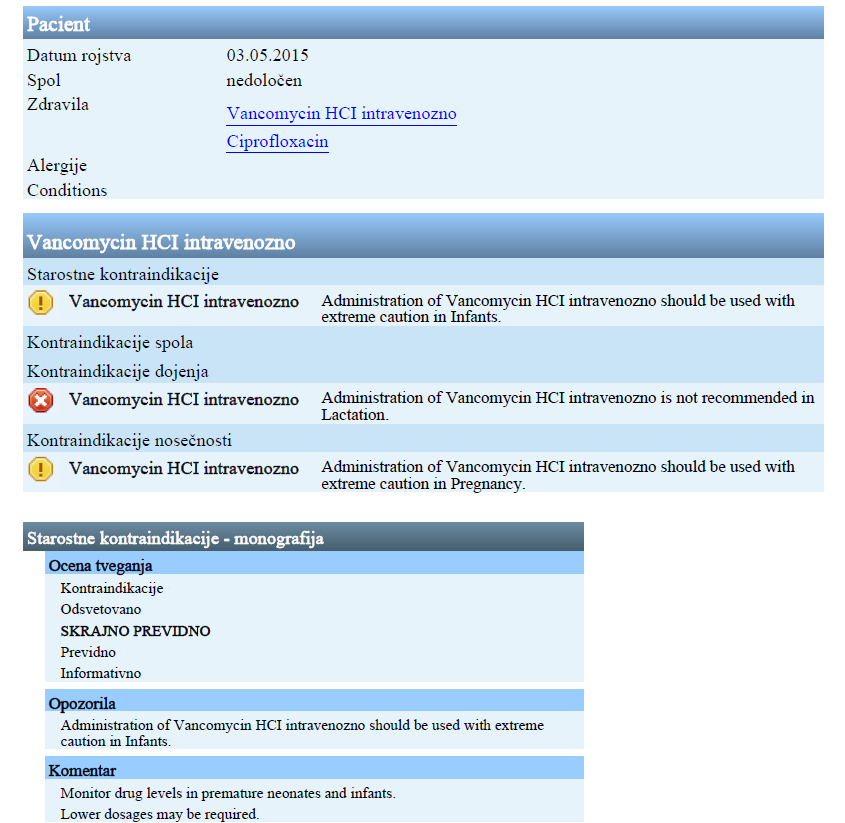 Pacient
Datum rojstva 03.05.2015
Spol nedoločen
Zdravila Vancomycin HCI intravenozno
Ciprofloxacin
Alergije
Conditions
Vancomycin HCI intravenozno
Starostne kontraindikacije
Vancomycin HCI intravenozno Administration of Vancomycin HCI intravenozno should be used with
extreme caution in Infants.
Kontraindikacije spola
Kontraindikacije dojenja
Vancomycin HCI intravenozno Administration of Vancomycin HCI intravenozno is not recommended in
Lactation.
Kontraindikacije nosečnosti
Vancomycin HCI intravenozno Administration of Vancomycin HCI intravenozno should be used with
extreme caution in Pregnancy.
Starostne kontraindikacije - monografija
Ocena tveganja
Kontraindikacije
Odsvetovano
SKRAJNO PREVIDNO
Previdno
Informativno
Opozorila
Administration of Vancomycin HCI intravenozno should be used with extreme
caution in Infants.
Komentar
Monitor drug levels in premature neonates and infants.
Lower dosages may be required.